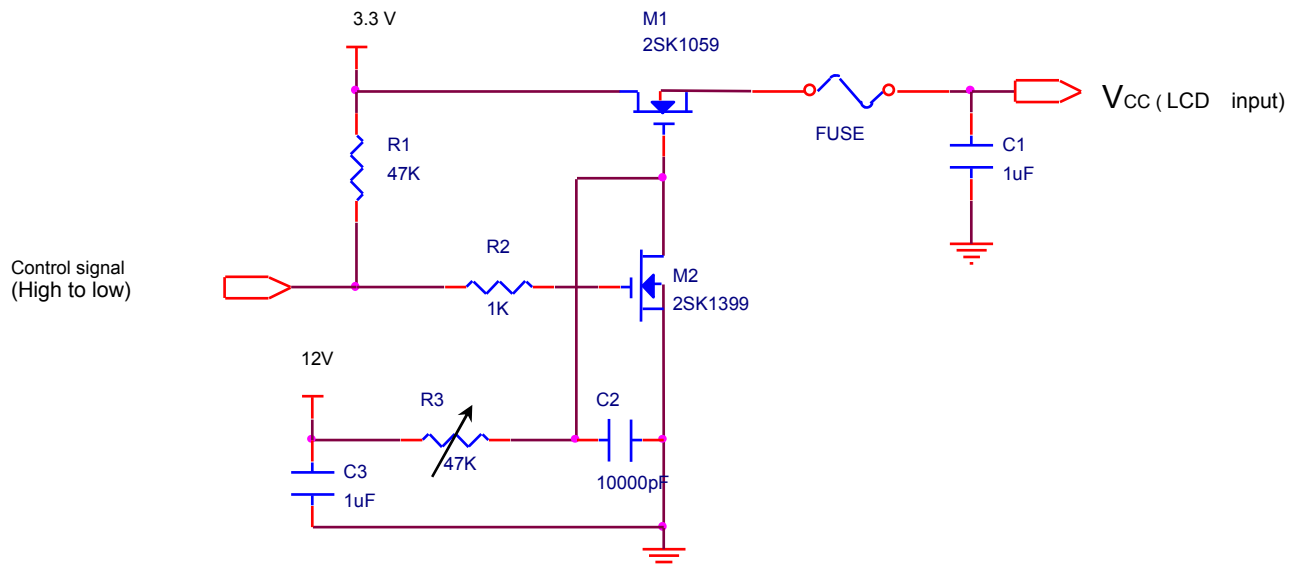 3.3 V
M1
2SK1059
R1
47K
FUSE
C1
1uF
VCC ( LCD input)
Control signal
(High to low)
R2
1K
M2
2SK1399
12V
R3
47K
C2
10000pF
C3
1uF